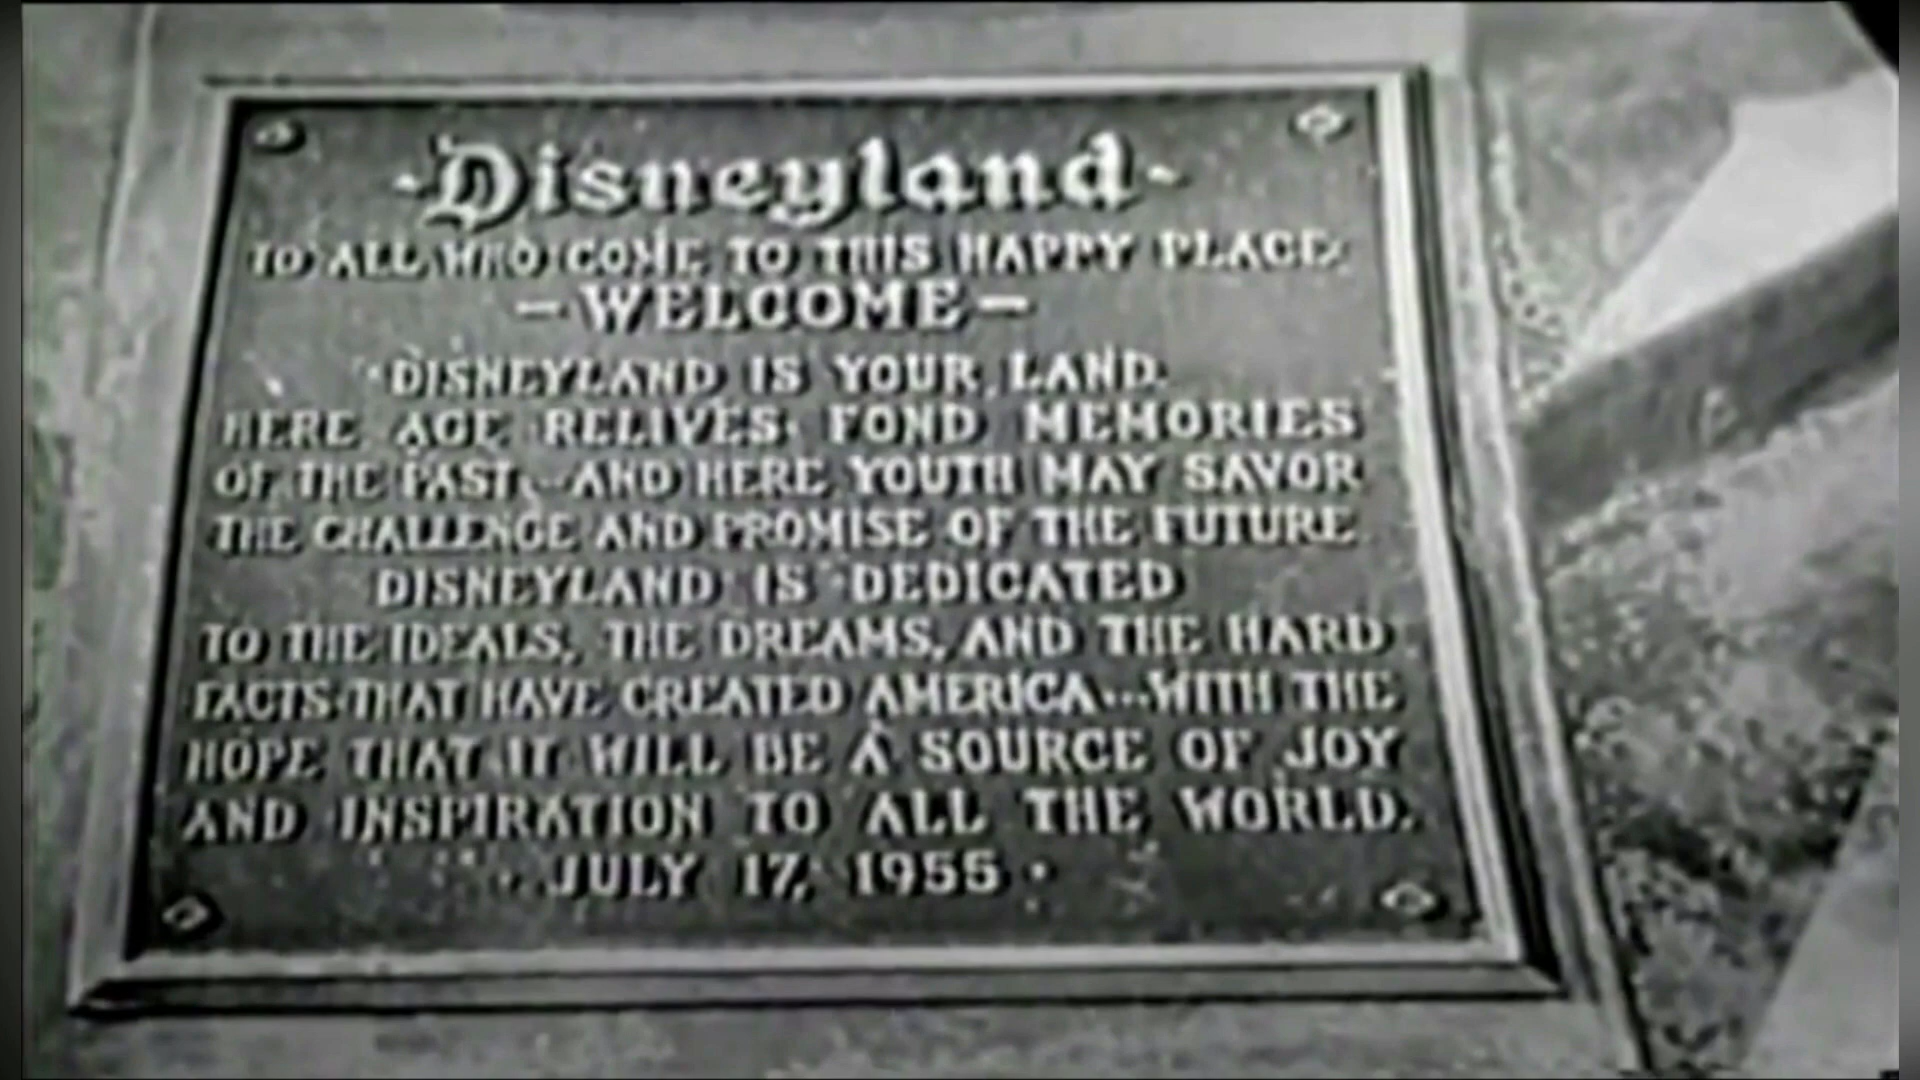 Disneyland
TO ALL WHO COME TO THIS HAPPY PLACE:
- WELCOME -
DISNEYLAND IS YOUR LAND.
HERE AGE RELIVES FOND MEMORIES
OF THE PAST...AND HERE YOUTH MAY SAVOR
THE CHALLENGE AND PROMISE OF THE FUTURE
DISNEYLAND IS DEDICATED
TO THE IDEALS, THE DREAMS, AND THE HARD
FACTS THAT HAVE CREATED AMERICA...WITH THE
HOPE THAT IT WILL BE A SOURCE OF JOY
AND INSPIRATION TO ALL THE WORLD.
JULY 17, 1955